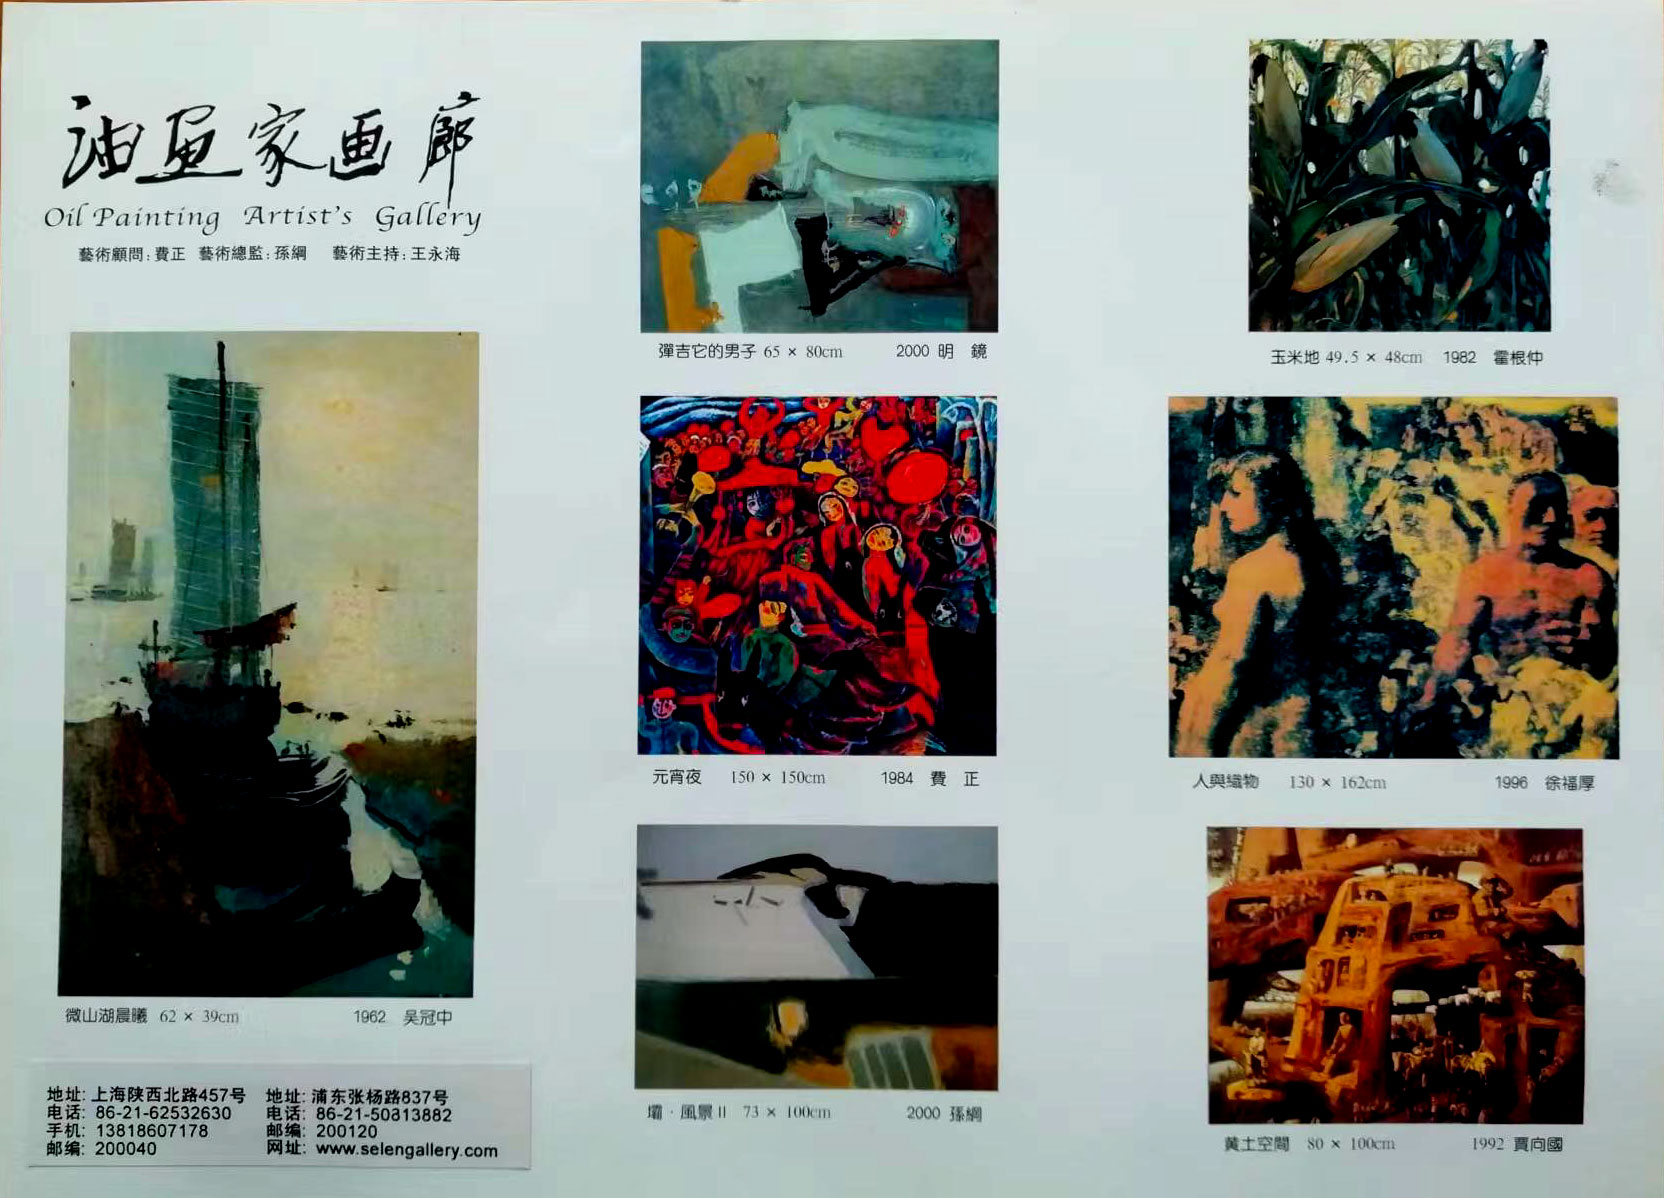 油画家画廊
Oil Painting Artist's Gallery
藝術顧問:費正 藝術總監:孫綱 藝術主持:王永海
微山湖晨曦 62 × 39cm 1962 吴冠中
地址: 上海陕西北路457号
电话: 86-21-62532630
手机: 13818607178
邮编: 200040
地址: 浦东张杨路837号
电话: 86-21-50813882
邮编: 200120
网址: www.selengallery.com
彈吉它的男子 65 × 80cm 2000 明 鏡
元宵夜 150 × 150cm 1984 費 正
壩·風景II 73 × 100cm 2000 孫綱
玉米地 49.5 × 48cm 1982 霍根仲
人與織物 130 × 162cm 1996 徐福厚
黄土空間 80 × 100cm 1992 賈向國